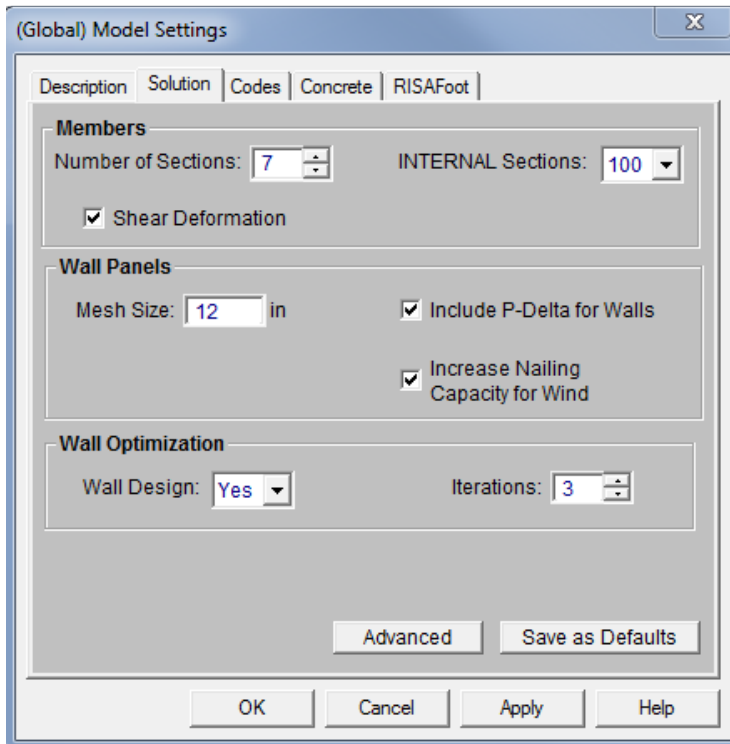 (Global) Model Settings
Description Solution Codes Concrete RISAFoot
Members
Number of Sections: 7 INTERNAL Sections: 100
Shear Deformation
Wall Panels
Mesh Size: 12 in Include P-Delta for Walls
Increase Nailing
Capacity for Wind
Wall Optimization
Wall Design: Yes Iterations: 3
Advanced Save as Defaults
OK Cancel Apply Help